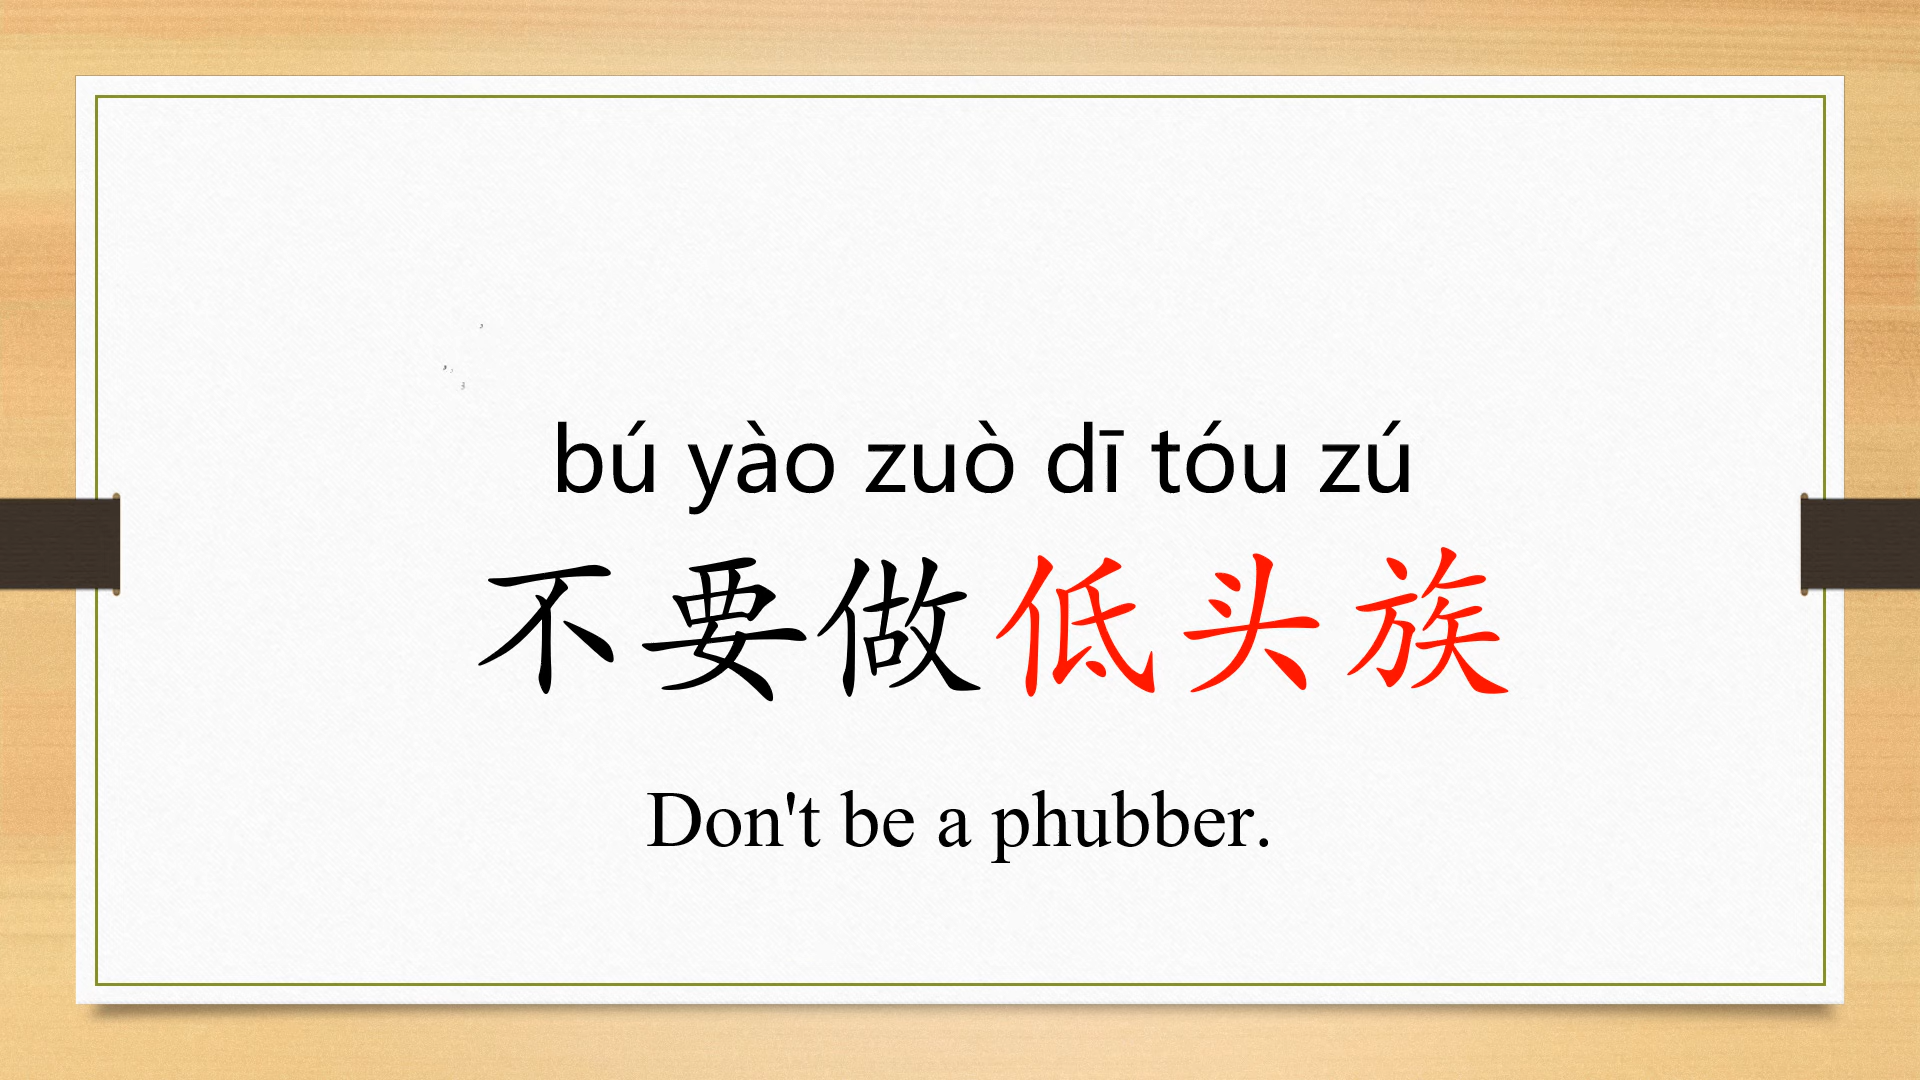 bú yào zuò dī tóu zú
不要做低头族
Don't be a phubber.